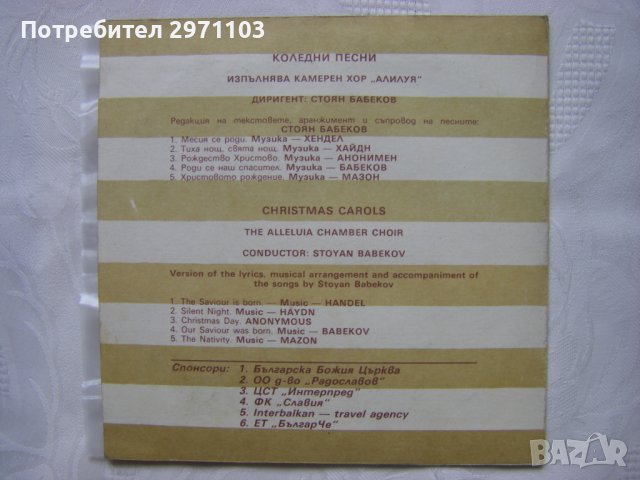 Потребител 2971103
КОЛЕДНИ ПЕСНИ
ИЗПЪЛНЯВА КАМЕРЕН ХОР „АЛИЛУЯ"
ДИРИГЕНТ: СТОЯН БАБЕКОВ
Редакция на текстовете, аранжимент и съпровод на песните:
СТОЯН БАБЕКОВ
1. Месия се роди. Музика — ХЕНДЕЛ
2. Тиха нощ, свята нощ. Музика — ХАЙДН
3. Рождество Христово. Музика — АНОНИМЕН
4. Роди се наш спасител. Музика — БАБЕКОВ
5. Христовото рождение. Музика — МАЗОН
CHRISTMAS CAROLS
THE ALLELUIA CHAMBER CHOIR
CONDUCTOR: STOYAN BABEKOV
Version of the lyrics, musical arrangement and accompaniment of
the songs by Stoyan Babekov
1. The Saviour is born. — Music — HANDEL
2. Silent Night. Music — HAYDN
3. Christmas Day. ANONYMOUS
4. Our Saviour was born. Music — BABEKOV
5. The Nativity. Music — MAZON
Спонсори: 1. Българска Божия Църква
2. ОО д-во „Радославов"
3. ЦСТ „Интерпред"
4. ФК „Славия"
5. Interbalkan — travel agency
6. ЕТ „БългарЧе"
BAZAR